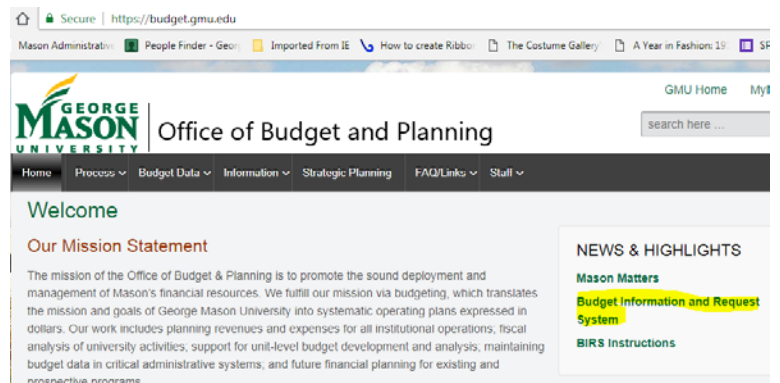 Secure | https://budget.gmu.edu
Mason Administrativ People Finder - Geor Imported From IE How to create Ribbo The Costume Gallery A Year in Fashion: 19 SF
GEORGE
MASON
UNIVERSITY
Office of Budget and Planning
GMU Home
search here ...
Home Process Budget Data Information Strategic Planning FAQ/Links Staff
Welcome
Our Mission Statement
The mission of the Office of Budget & Planning is to promote the sound deployment and
management of Mason's financial resources. We fulfill our mission via budgeting, which translates
the mission and goals of George Mason University into systematic operating plans expressed in
dollars. Our work includes planning revenues and expenses for all institutional operations; fiscal
analysis of university activities; support for unit-level budget development and analysis; maintaining
budget data in critical administrative systems; and future financial planning for existing and
prospective programs.
NEWS & HIGHLIGHTS
Mason Matters
Budget Information and Request
System
BIRS Instructions